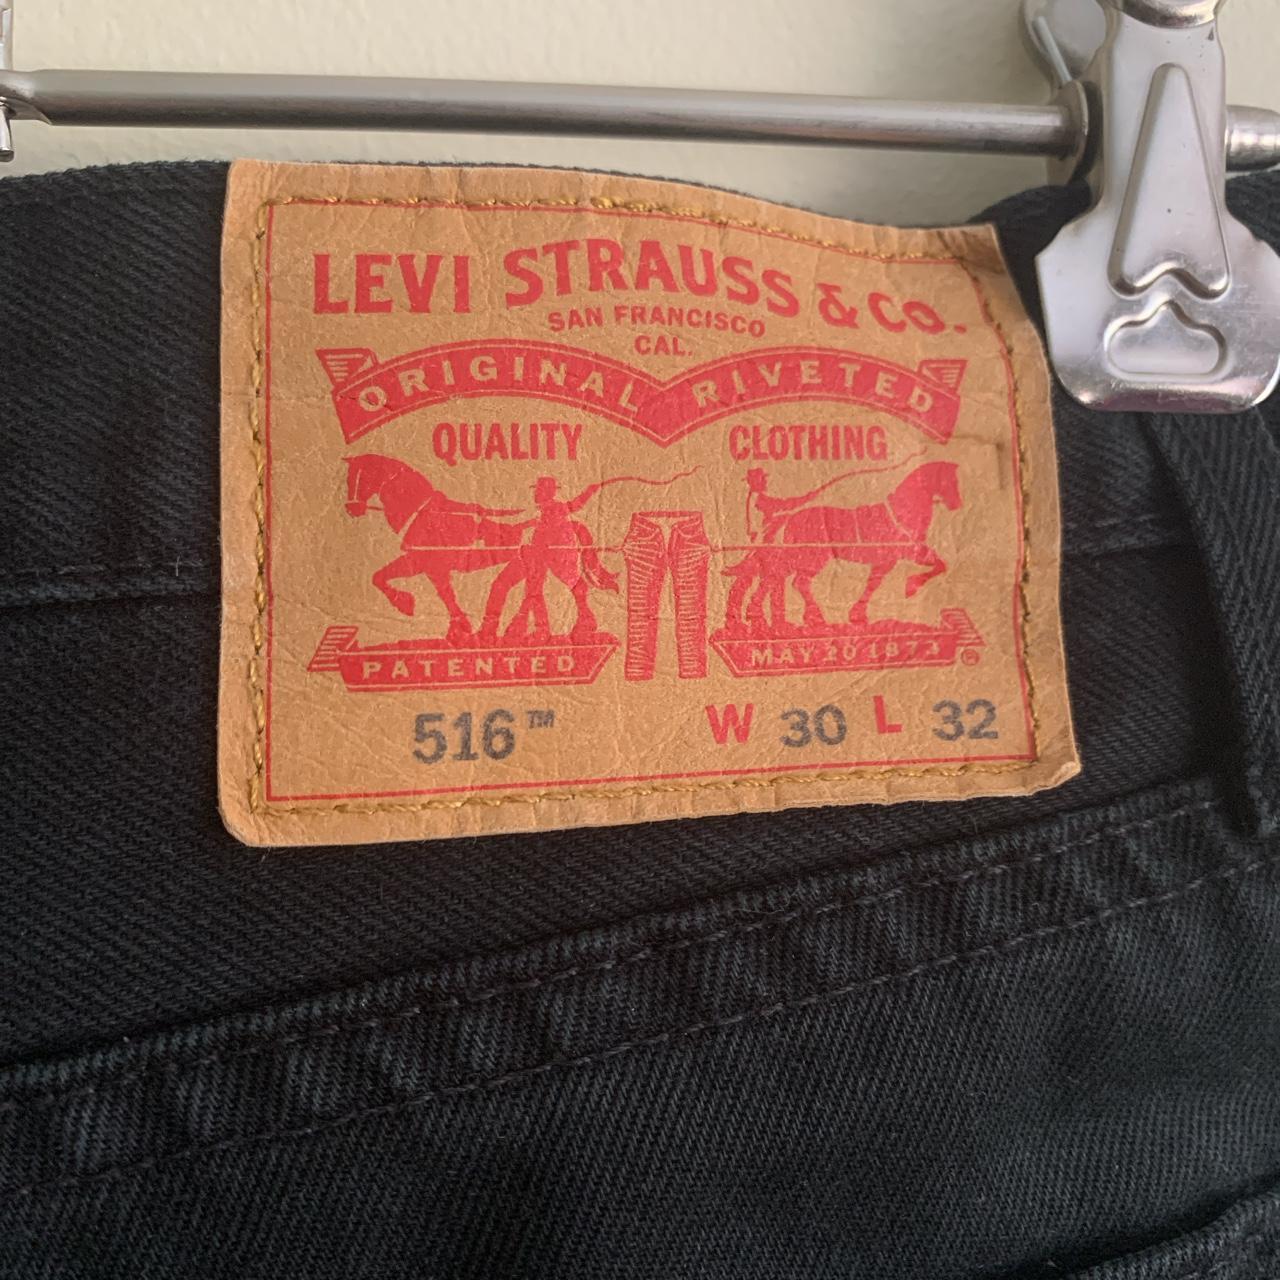 LEVI STRAUSS & CO.
SAN FRANCISCO
CAL.
ORIGINAL RIVETED
QUALITY CLOTHING
PATENTED MAY 20 1873 ®
516™ W 30 L 32